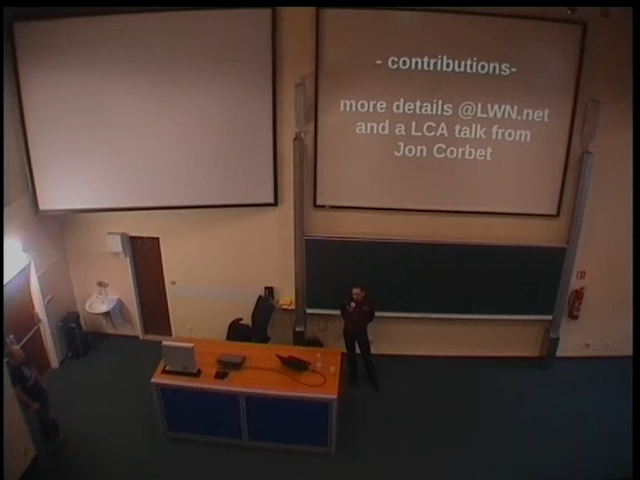 - contributions-
more details @LWN.net
and a LCA talk from
Jon Corbet